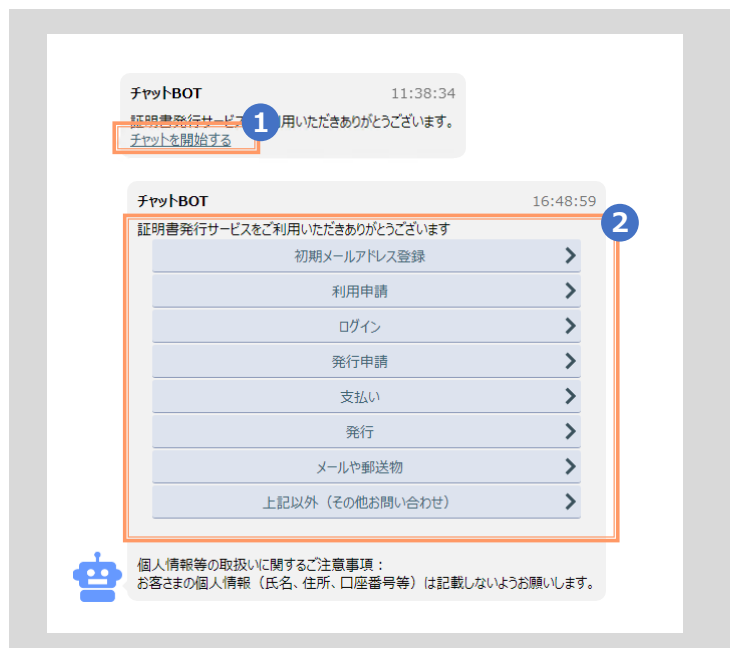 チャットBOT 11:38:34
証明書発行サービス 利用いただきありがとうございます。
1
チャットを開始する
チャットBOT 16:48:59
2
証明書発行サービスをご利用いただきありがとうございます
初期メールアドレス登録
利用申請
ログイン
発行申請
支払い
発行
メールや郵送物
上記以外（その他お問い合わせ）
個人情報等の取扱いに関するご注意事項：
お客さまの個人情報（氏名、住所、口座番号等）は記載しないようお願いします。